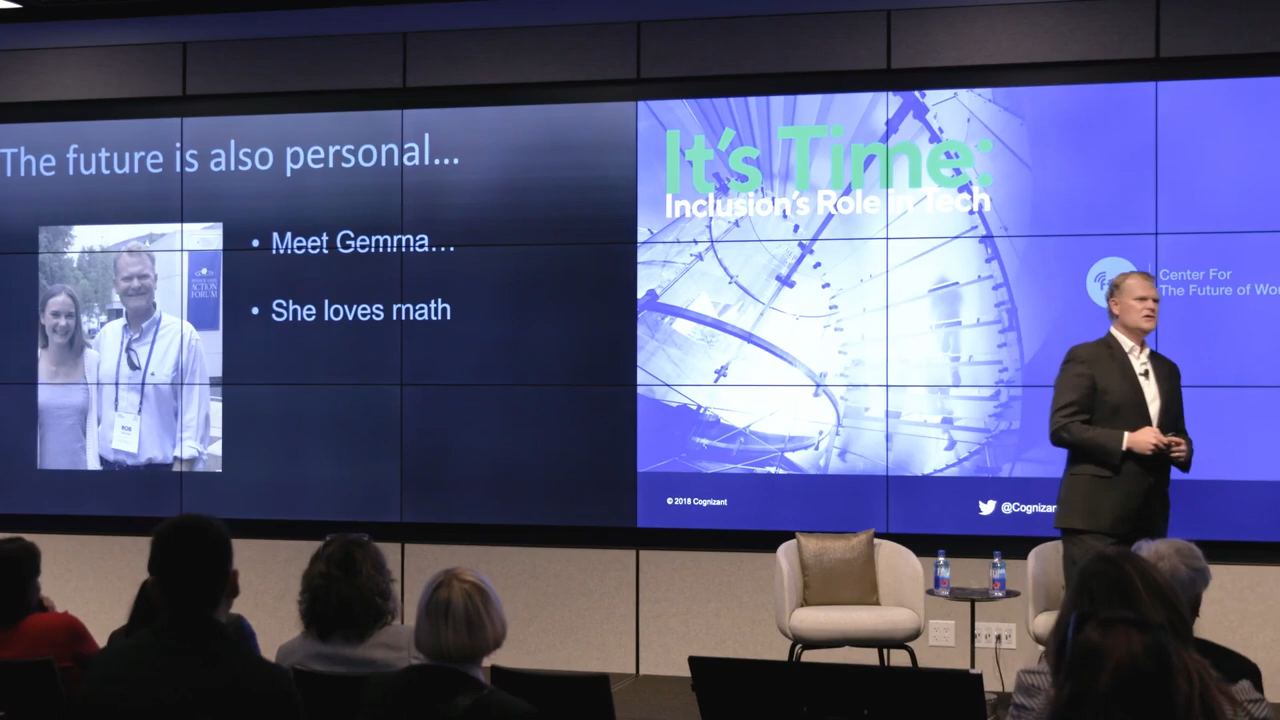 The future is also personal...
• Meet Gemma...
• She loves math
ACTION
FORUM
It's Time:
Inclusion's Role in Tech
Center For
The Future of Wo
© 2018 Cognizant
@Cognizan